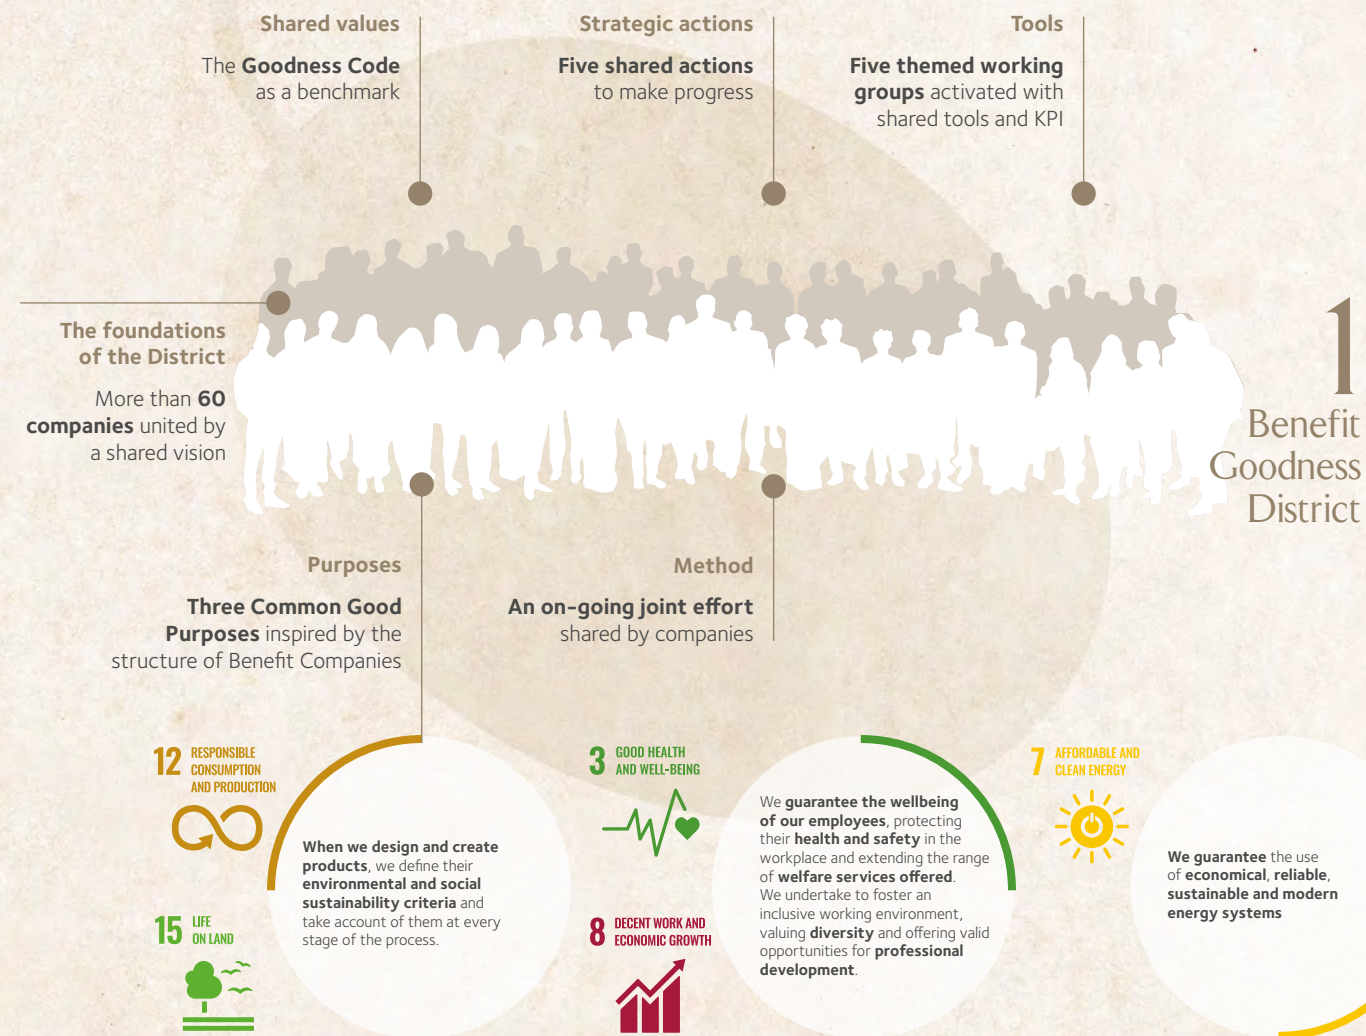 Shared values
The Goodness Code
as a benchmark
Strategic actions
Five shared actions
to make progress
Tools
Five themed working
groups activated with
shared tools and KPI
The foundations
of the District
More than 60
companies united by
a shared vision
1
Benefit
Goodness
District
Purposes
Three Common Good
Purposes inspired by the
structure of Benefit Companies
Method
An on-going joint effort
shared by companies
12 RESPONSIBLE
CONSUMPTION
AND PRODUCTION
15 LIFE
ON LAND
When we design and create
products, we define their
environmental and social
sustainability criteria and
take account of them at every
stage of the process.
3 GOOD HEALTH
AND WELL-BEING
8 DECENT WORK AND
ECONOMIC GROWTH
We guarantee the wellbeing
of our employees, protecting
their health and safety in the
workplace and extending the range
of welfare services offered.
We undertake to foster an
inclusive working environment,
valuing diversity and offering valid
opportunities for professional
development.
7 AFFORDABLE AND
CLEAN ENERGY
We guarantee the use
of economical, reliable,
sustainable and modern
energy systems